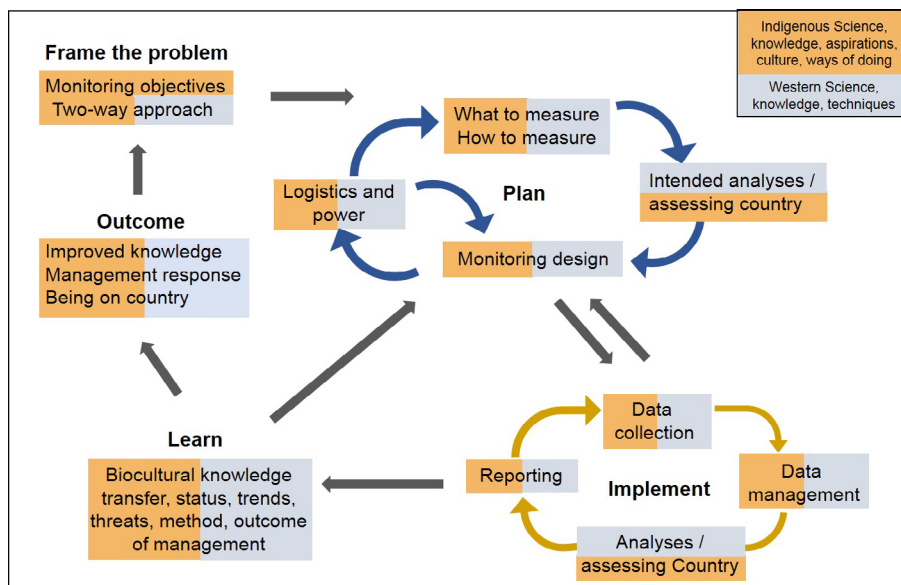 Indigenous Science,
knowledge, aspirations,
culture, ways of doing
Western Science,
knowledge, techniques
Frame the problem
Monitoring objectives
Two-way approach
What to measure
How to measure
Logistics and
power
Plan
Intended analyses /
assessing country
Monitoring design
Outcome
Improved knowledge
Management response
Being on country
Learn
Biocultural knowledge
transfer, status, trends,
threats, method, outcome
of management
Data
collection
Reporting
Implement
Data
management
Analyses /
assessing Country